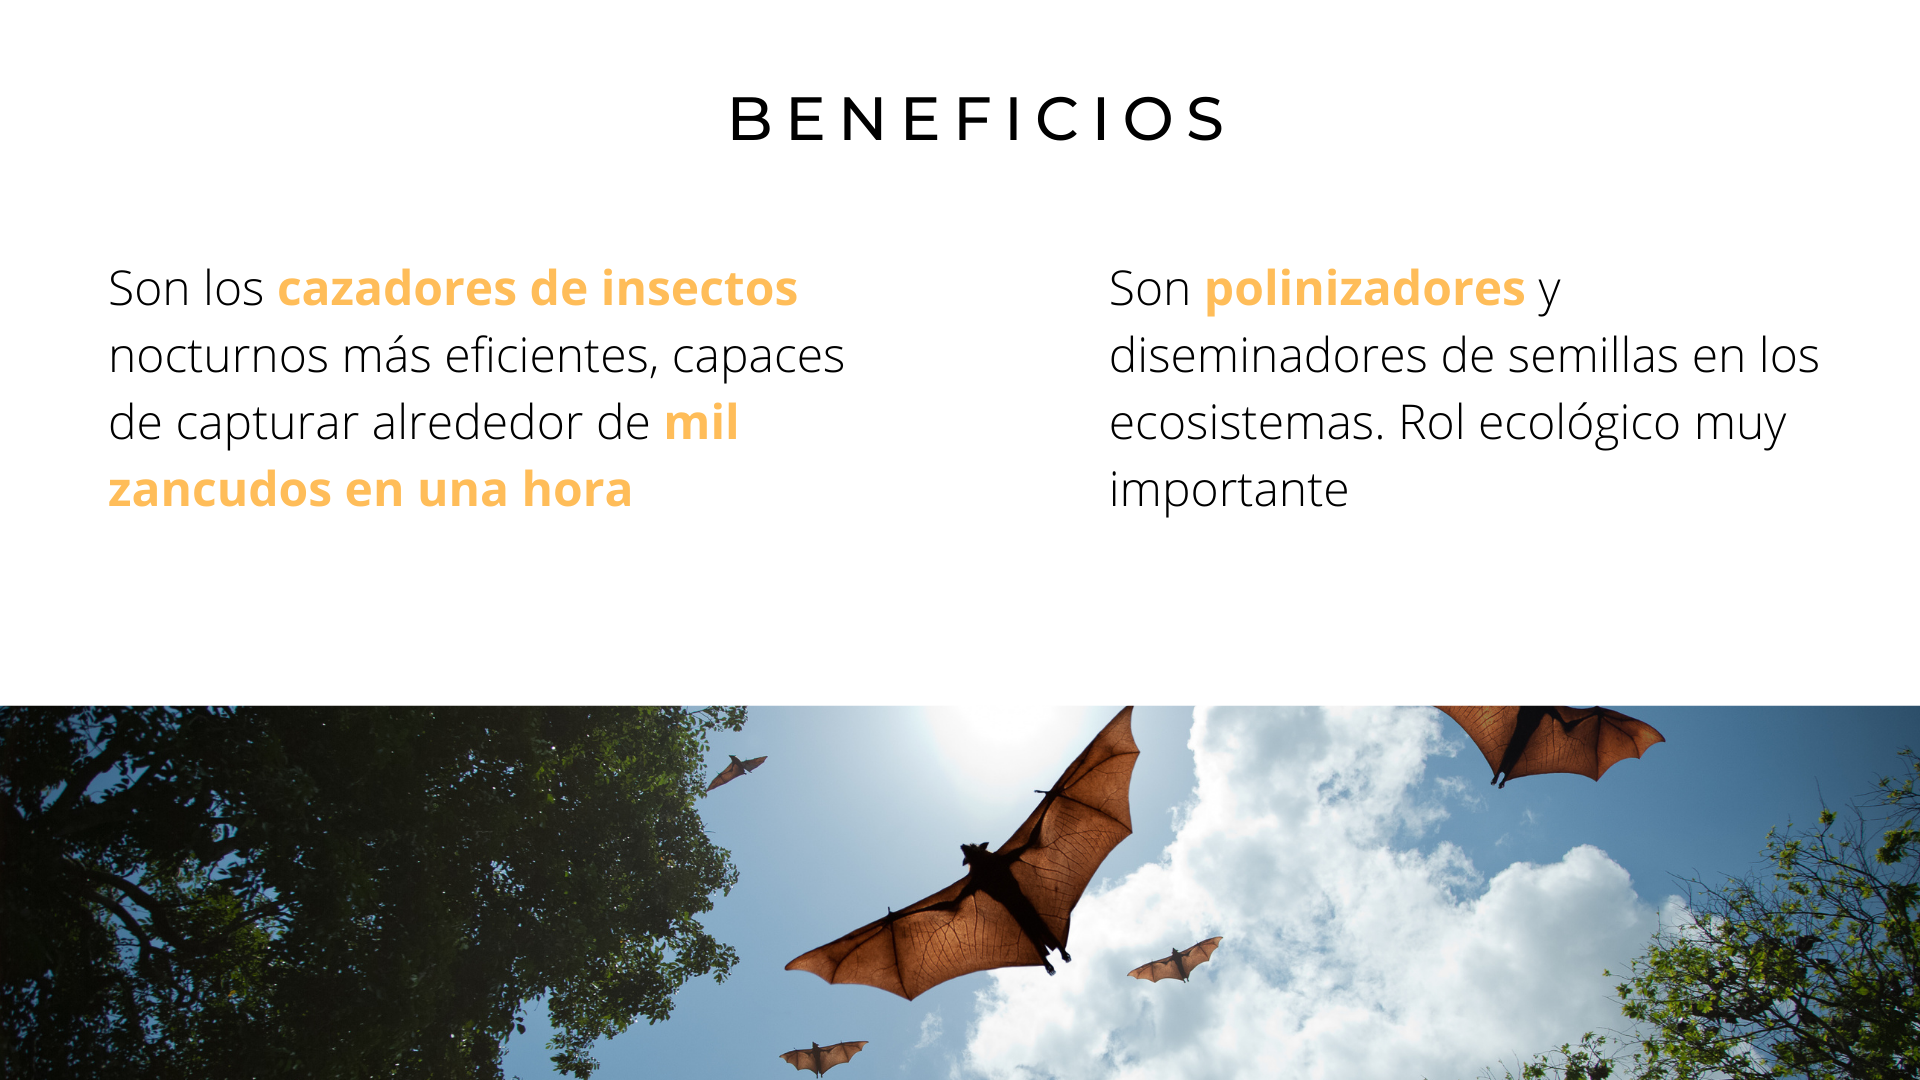 BENEFICIOS
Son los cazadores de insectos
nocturnos más eficientes, capaces
de capturar alrededor de mil
zancudos en una hora
Son polinizadores y
diseminadores de semillas en los
ecosistemas. Rol ecológico muy
importante